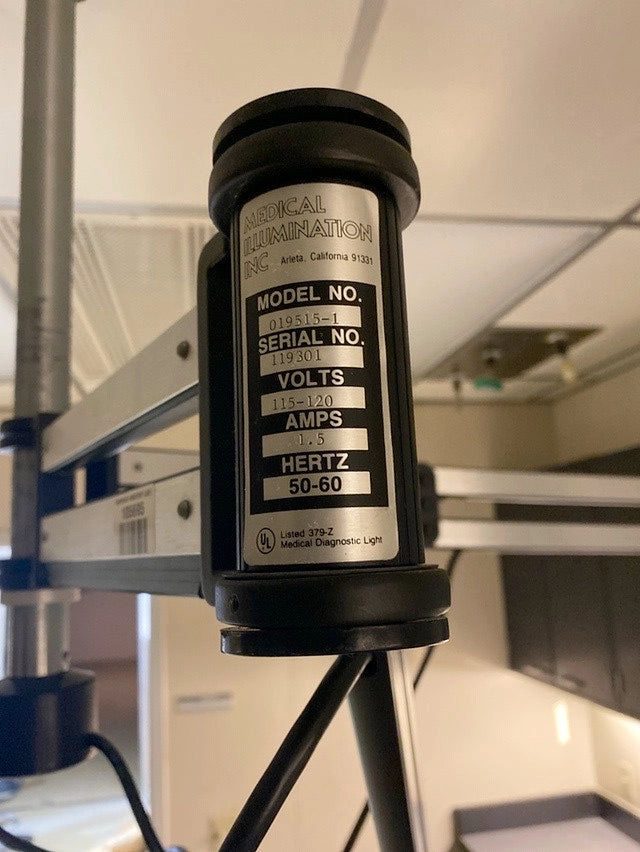 MEDICAL
ILLUMINATION
INC Arleta, California 91331
MODEL NO.
019515-1
SERIAL NO.
119301
VOLTS
115-120
AMPS
1.5
HERTZ
50-60
UL Listed 379-Z
Medical Diagnostic Light